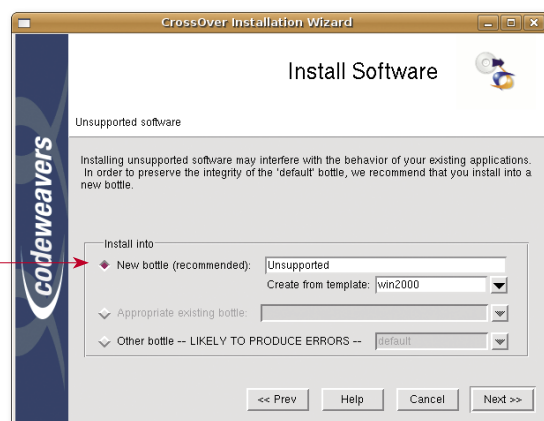 CrossOver Installation Wizard
Install Software
Unsupported software
codeweavers
Installing unsupported software may interfere with the behavior of your existing applications.
In order to preserve the integrity of the 'default' bottle, we recommend that you install into a
new bottle.
Install into
New bottle (recommended): Unsupported
Create from template: win2000
Appropriate existing bottle:
Other bottle -- LIKELY TO PRODUCE ERRORS -- default
<< Prev Help Cancel Next >>